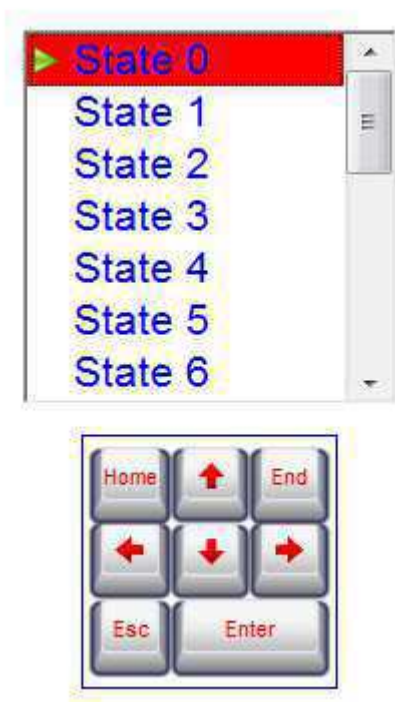 State 0
State 1
State 2
State 3
State 4
State 5
State 6
Home End
Esc Enter